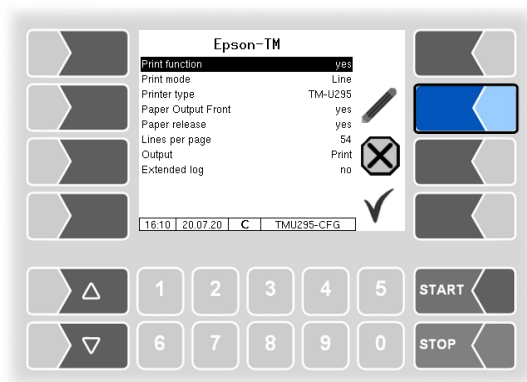 Epson-TM
Print function yes
Print mode Line
Printer type TM-U295
Paper Output Front yes
Paper release yes
Lines per page 54
Output Print
Extended log no
16:10 20.07.20 C TMU295-CFG
1 2 3 4 5 START
6 7 8 9 0 STOP